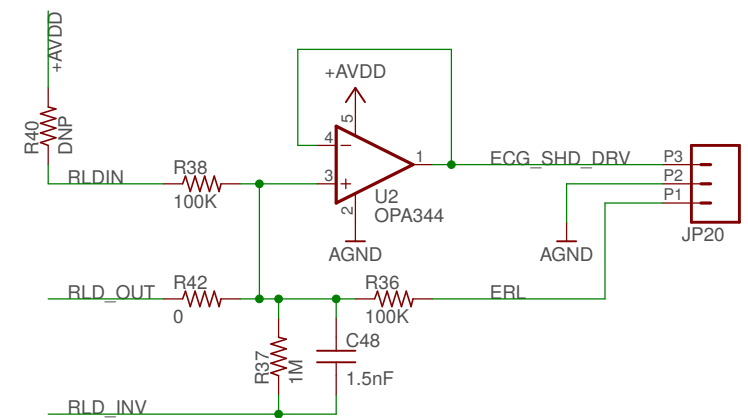 +AVDD
R40
DNP
RLDIN
R38
100K
+AVDD
4
5
3
2
1
U2
OPA344
AGND
ECG_SHD_DRV
P3
P2
P1
JP20
AGND
RLD_OUT
R42
0
R36
100K
ERL
R37
1M
C48
1.5nF
RLD_INV